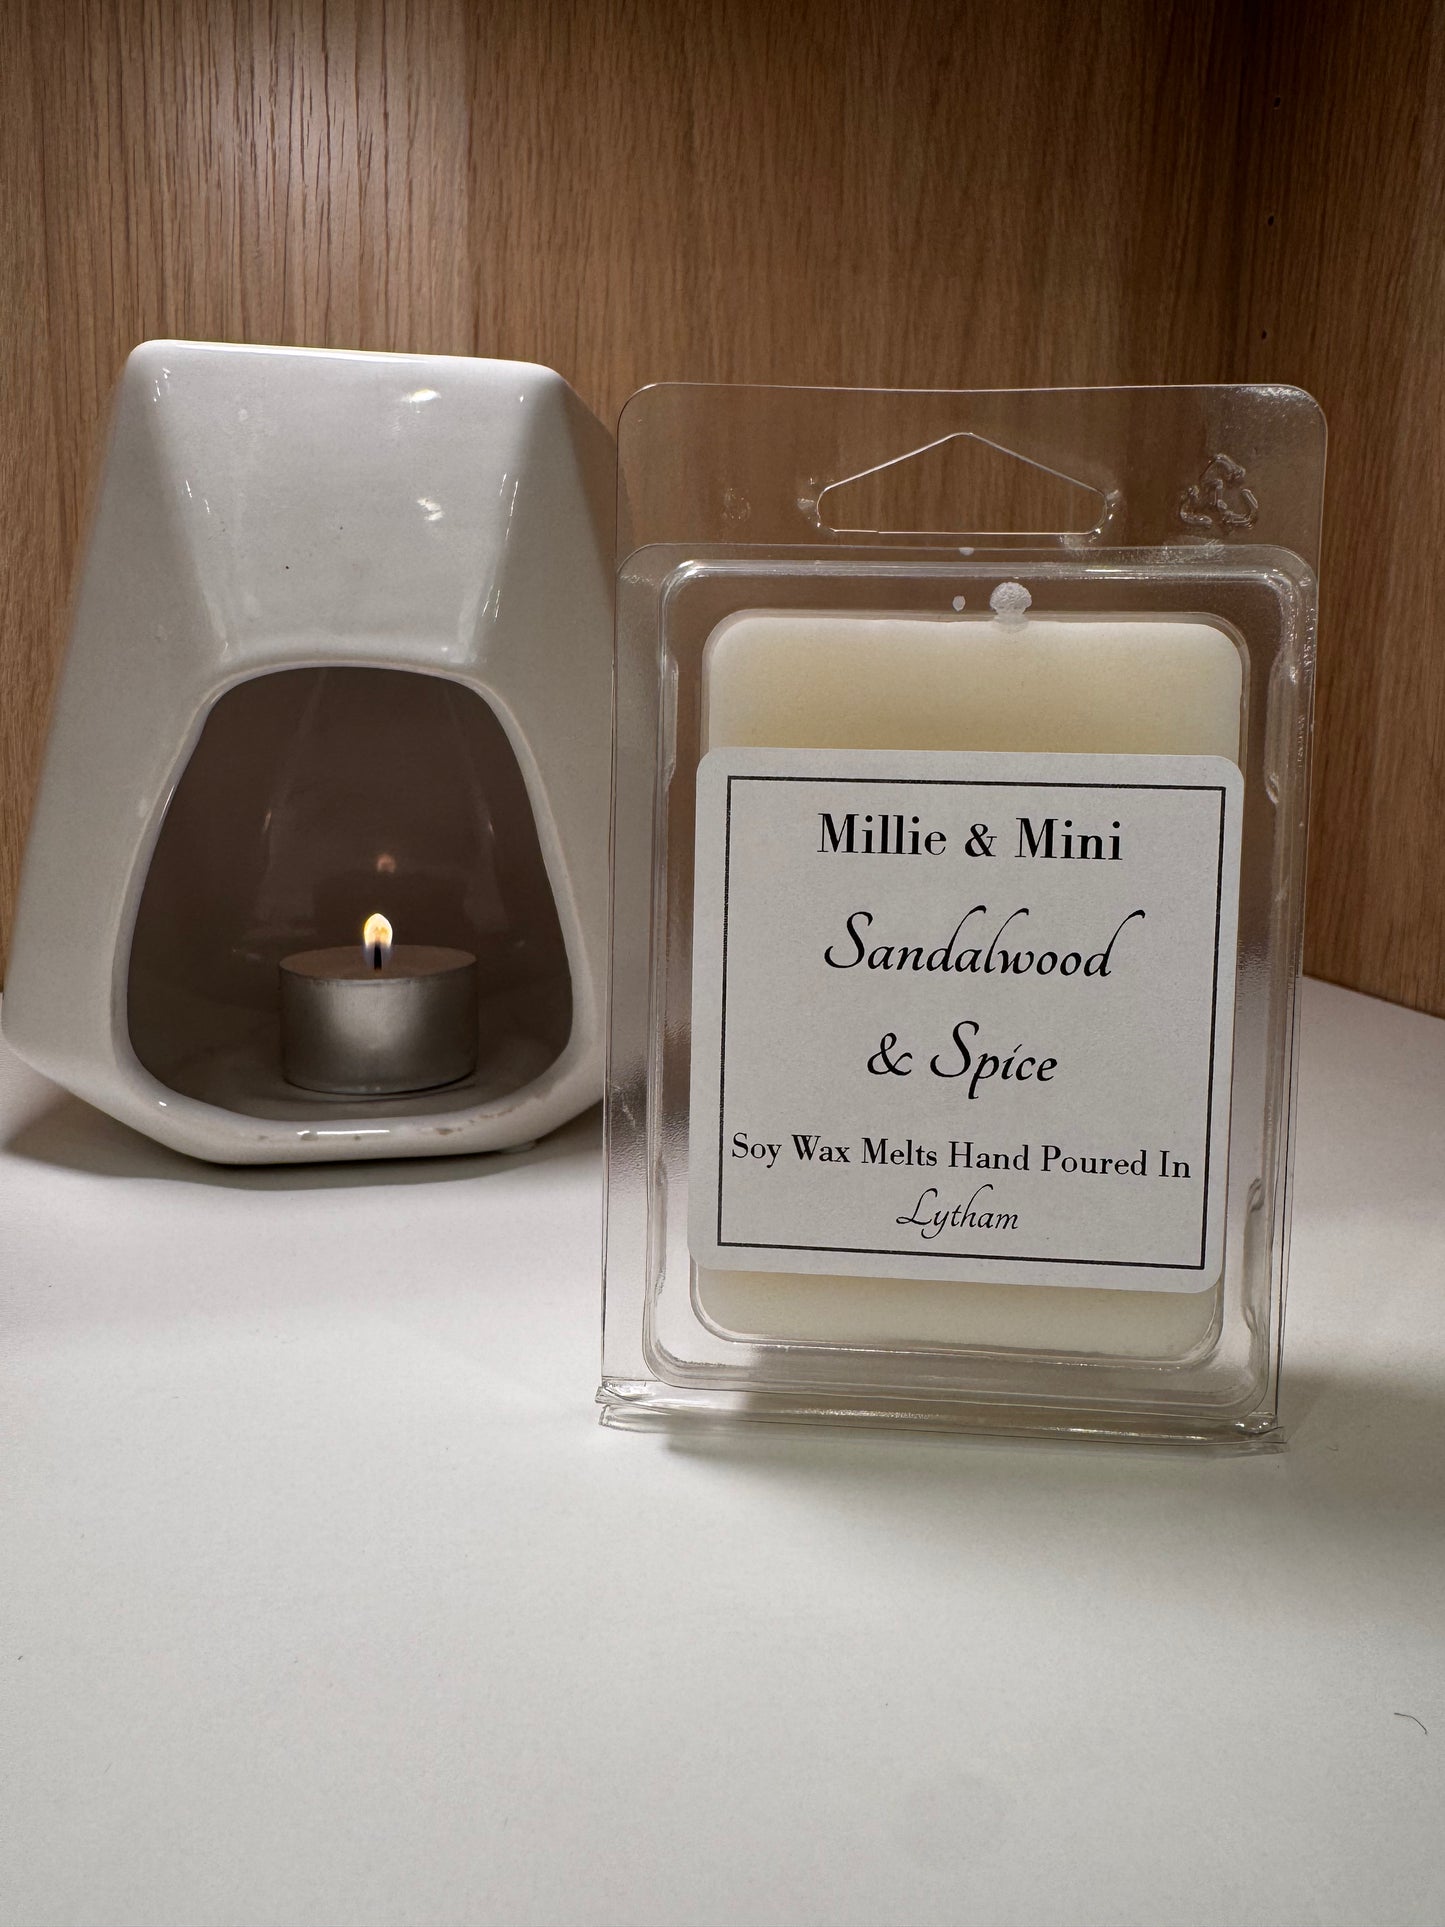 Millie & Mini
Sandalwood
& Spice
Soy Wax Melts Hand Poured In
Lytham